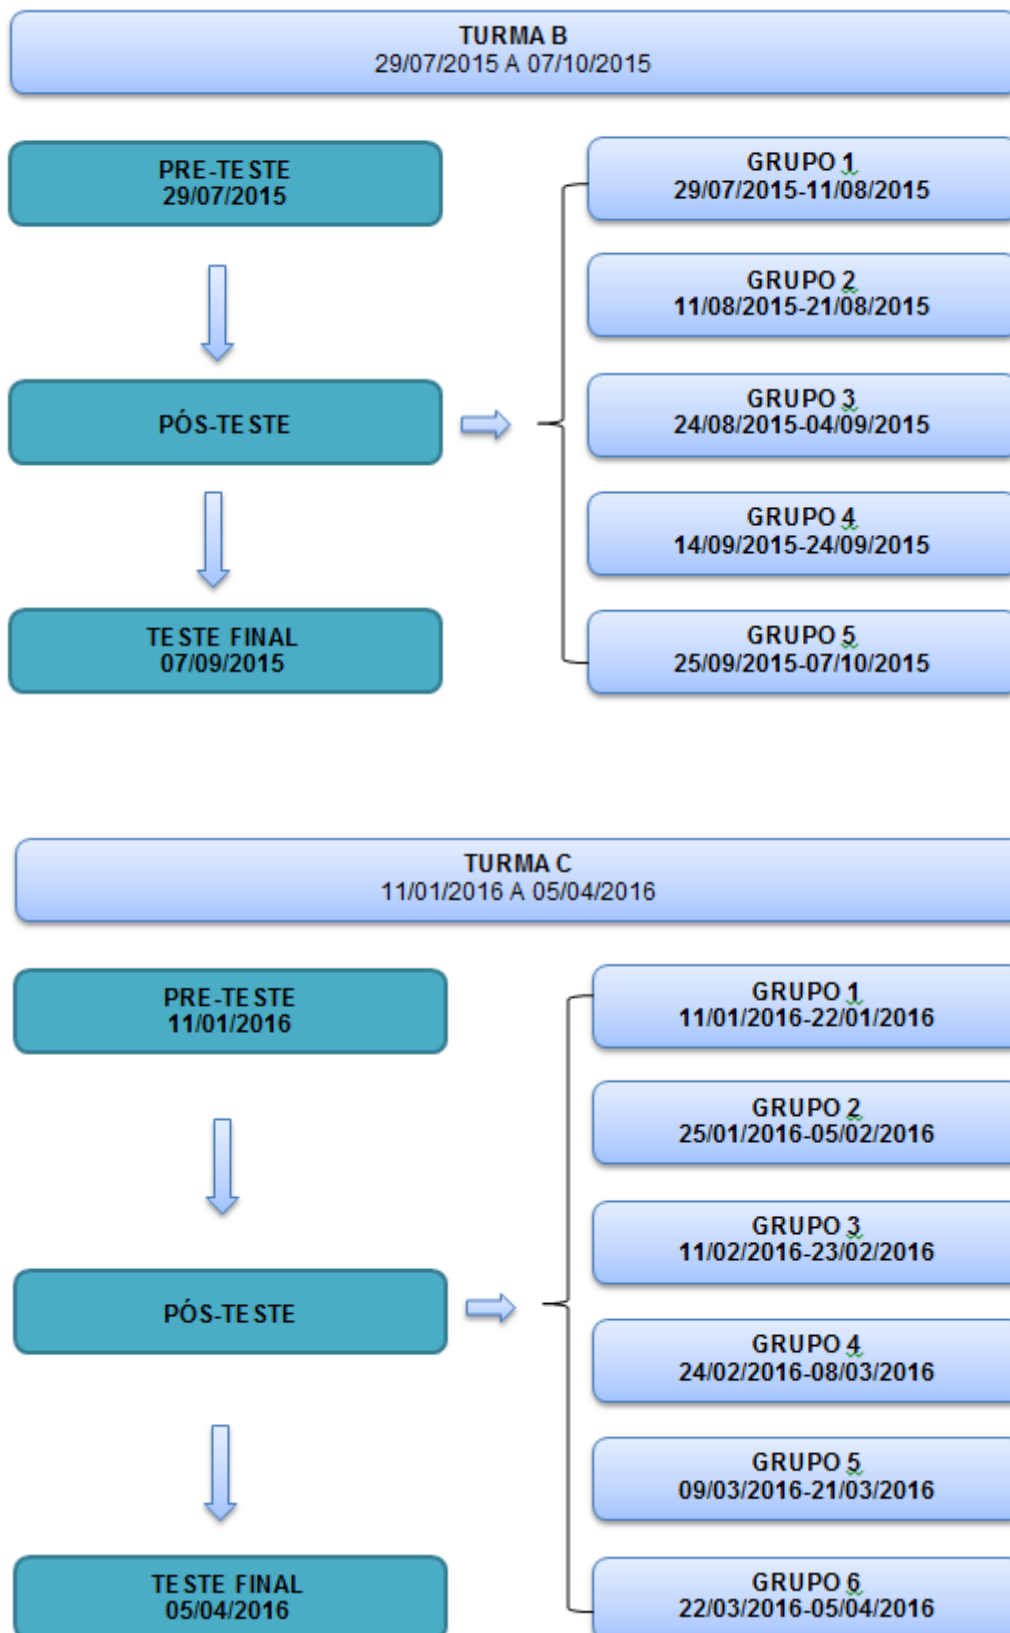 TURMA B
29/07/2015 A 07/10/2015
PRE-TESTE
29/07/2015
PÓS-TESTE
TESTE FINAL
07/09/2015
GRUPO 1
29/07/2015-11/08/2015
GRUPO 2
11/08/2015-21/08/2015
GRUPO 3
24/08/2015-04/09/2015
GRUPO 4
14/09/2015-24/09/2015
GRUPO 5
25/09/2015-07/10/2015
TURMA C
11/01/2016 A 05/04/2016
PRE-TESTE
11/01/2016
PÓS-TESTE
TESTE FINAL
05/04/2016
GRUPO 1
11/01/2016-22/01/2016
GRUPO 2
25/01/2016-05/02/2016
GRUPO 3
11/02/2016-23/02/2016
GRUPO 4
24/02/2016-08/03/2016
GRUPO 5
09/03/2016-21/03/2016
GRUPO 6
22/03/2016-05/04/2016